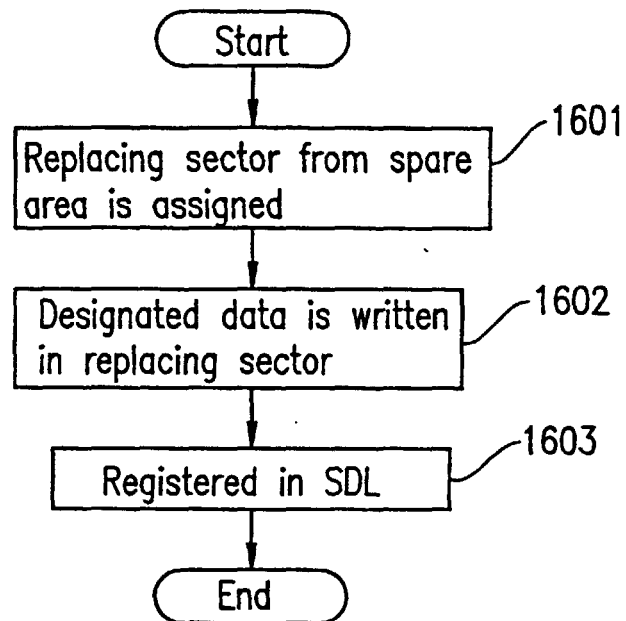 Start
1601
Replacing sector from spare
area is assigned
1602
Designated data is written
in replacing sector
1603
Registered in SDL
End